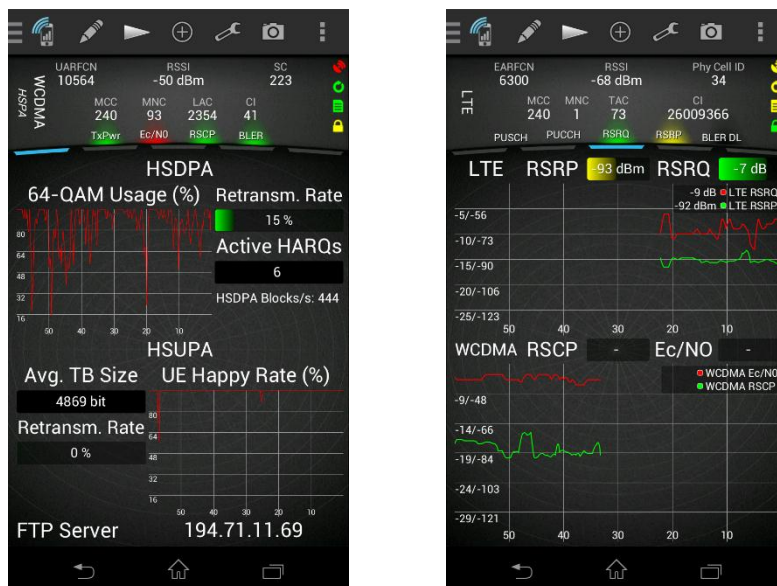 UARFCN RSSI SC
10564 -50 dBm 223
WCDMA
HSPA
MCC MNC LAC CI
240 93 2354 41
TxPwr Ec/N0 RSCP BLER
HSDPA
64-QAM Usage (%) Retransm. Rate
15 %
Active HARQs
6
HSDPA Blocks/s: 444
80
64
48
32
16
50 40 30 20 10
HSUPA
Avg. TB Size UE Happy Rate (%)
4869 bit
Retransm. Rate
0 %
80
64
48
32
16
50 40 30 20 10
FTP Server 194.71.11.69
EARFCN RSSI Phy Cell ID
6300 -68 dBm 34
LTE
MCC MNC TAC CI
240 1 73 26009366
PUSCH PUCCH RSRQ RSRP BLER DL
LTE RSRP -93 dBm RSRQ -7 dB
-9 dB LTE RSRQ
-92 dBm LTE RSRP
-5/-56
-10/-73
-15/-90
-20/-106
-25/-123
50 40 30 20 10
WCDMA RSCP - Ec/N0 -
WCDMA Ec/N0
WCDMA RSCP
-9/-48
-14/-66
-19/-84
-24/-103
-29/-121
50 40 30 20 10